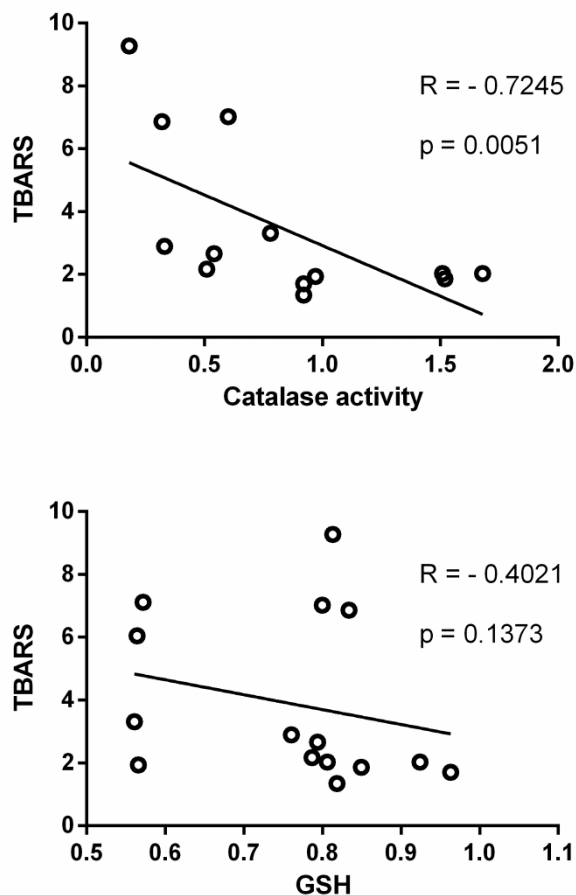 10
8
6
4
2
0
TBARS
R = - 0.7245
p = 0.0051
0.0 0.5 1.0 1.5 2.0
Catalase activity
10
8
6
4
2
0
TBARS
R = - 0.4021
p = 0.1373
0.5 0.6 0.7 0.8 0.9 1.0 1.1
GSH